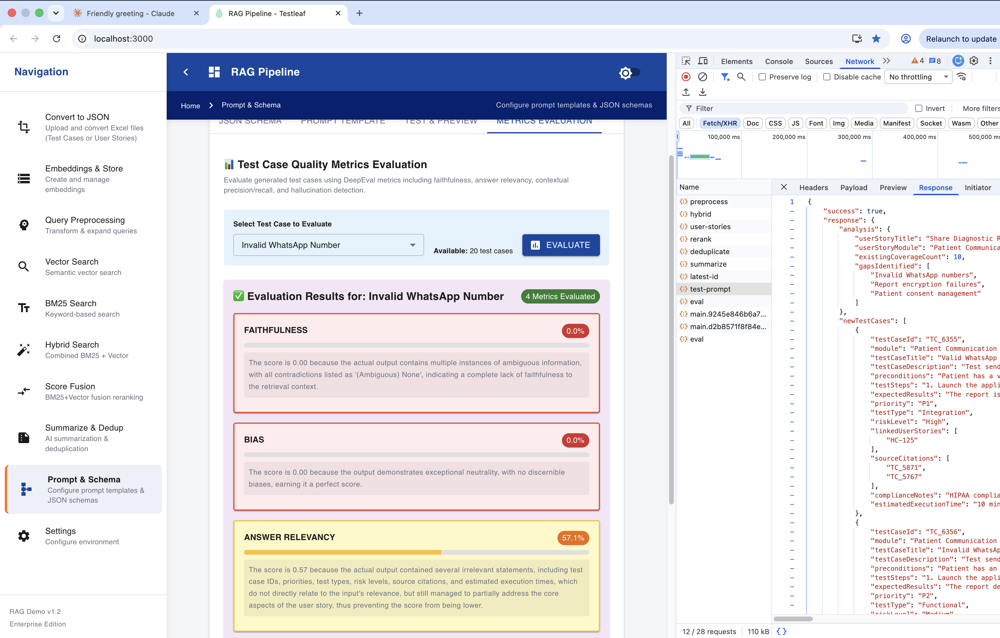 Friendly greeting - Claude
RAG Pipeline - Testleaf
localhost:3000
Relaunch to update
Navigation
Convert to JSON
Upload and convert Excel files
(Test Cases or User Stories)
Embeddings & Store
Create and manage
embeddings
Query Preprocessing
Transform & expand queries
Vector Search
Semantic vector search
BM25 Search
Keyword-based search
Hybrid Search
Combined BM25 + Vector
Score Fusion
BM25+Vector fusion reranking
Summarize & Dedup
AI summarization &
deduplication
Prompt & Schema
Configure prompt templates &
JSON schemas
Settings
Configure environment
RAG Demo v1.2
Enterprise Edition
RAG Pipeline
Home
Prompt & Schema
Configure prompt templates & JSON schemas
JSON SCHEMA
PROMPT TEMPLATE
TEST & PREVIEW
METRICS EVALUATION
Test Case Quality Metrics Evaluation
Evaluate generated test cases using DeepEval metrics including faithfulness, answer relevancy, contextual
precision/recall, and hallucination detection.
Select Test Case to Evaluate
Invalid WhatsApp Number
Available: 20 test cases
EVALUATE
Evaluation Results for: Invalid WhatsApp Number
4 Metrics Evaluated
FAITHFULNESS
0.0%
The score is 0.00 because the actual output contains multiple instances of ambiguous information,
with all contradictions listed as '(Ambiguous) None', indicating a complete lack of faithfulness to
the retrieval context.
BIAS
0.0%
The score is 0.00 because the output demonstrates exceptional neutrality, with no discernible
biases, earning it a perfect score.
ANSWER RELEVANCY
57.1%
The score is 0.57 because the actual output contained several irrelevant statements, including test
case IDs, priorities, test types, risk levels, source citations, and estimated execution times, which
do not directly relate to the input's relevance, but still managed to partially address the core
aspects of the user story, thus preventing the score from being lower.
Elements
Console
Sources
Network
4
8
Preserve log
Disable cache
No throttling
Filter
Invert
More filters
All
Fetch/XHR
Doc
CSS
JS
Font
Img
Media
Manifest
Socket
Wasm
Other
100,000 ms
200,000 ms
300,000 ms
400,000 ms
500,000 ms
Name
preprocess
hybrid
user-stories
rerank
deduplicate
summarize
latest-id
test-prompt
eval
main.9245e846b6a7...
main.d2b8571f8f84e...
eval
Headers
Payload
Preview
Response
Initiator
1 {
"success": true,
"response": {
"analysis": {
"userStoryTitle": "Share Diagnostic R
"userStoryModule": "Patient Communica
"existingCoverageCount": 10,
"gapsIdentified": [
"Invalid WhatsApp numbers",
"Report encryption failures",
"Patient consent management"
]
},
"newTestCases": [
{
"testCaseId": "TC_6355",
"module": "Patient Communication
"testCaseTitle": "Valid WhatsApp
"testCaseDescription": "Test send
"preconditions": "Patient has a v
"testSteps": "1. Launch the appli
"expectedResults": "The report is
"priority": "P1",
"testType": "Integration",
"riskLevel": "High",
"linkedUserStories": [
"HC-125"
],
"sourceCitations": [
"TC_5871",
"TC_5767"
],
"complianceNotes": "HIPAA complia
"estimatedExecutionTime": "10 min
},
{
"testCaseId": "TC_6356",
"module": "Patient Communication
"testCaseTitle": "Invalid WhatsAp
"testCaseDescription": "Test send
"preconditions": "Patient has an
"testSteps": "1. Launch the appli
"expectedResults": "The report de
"priority": "P2",
"testType": "Functional",
"riskLevel": "Medium"
12 / 28 requests
110 kB